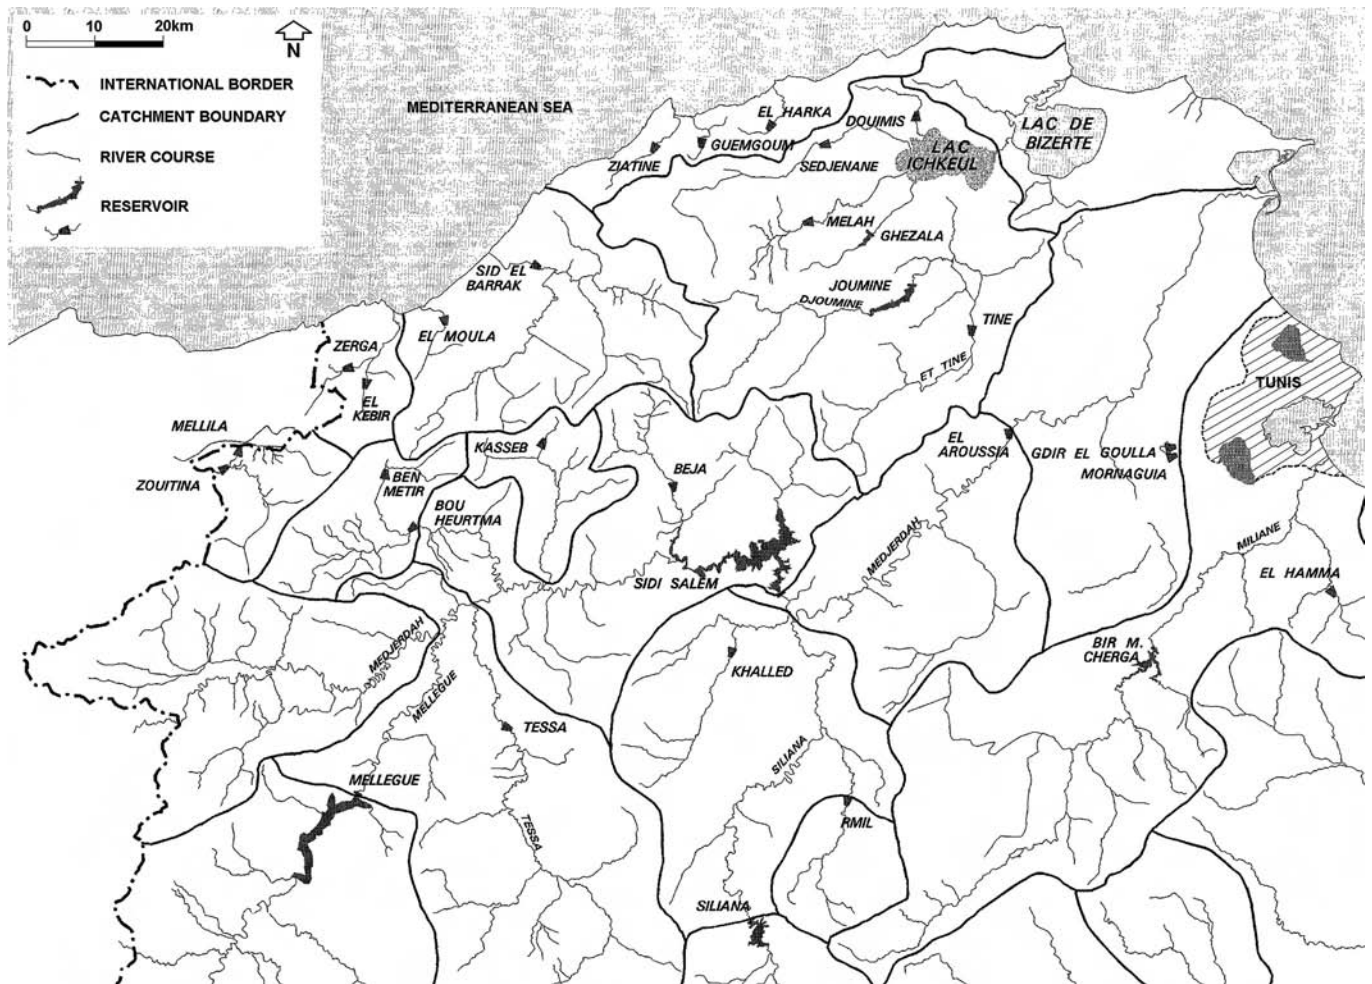 0 10 20km
N
INTERNATIONAL BORDER
CATCHMENT BOUNDARY
RIVER COURSE
RESERVOIR
MEDITERRANEAN SEA
EL HARKA
DOUIMIS
LAC DE
BIZERTE
GUEMGOUM
LAC
ICHKEUL
ZIATINE
SEDJENANE
MELAH
GHEZALA
SID EL
BARRAK
JOUMINE
DJOUMINE
EL MOULA
TINE
ZERGA
ET TINE
TUNIS
EL
KEBIR
MELLILA
KASSEB
EL
AROUSSIA
GDIR EL GOULLA
MORNAGUIA
ZOUITINA
BEN
METIR
BEJA
BOU
HEURTMA
MEDJERDAH
MILIANE
SIDI SALEM
EL HAMMA
MEDJERDAH
BIR M.
CHERGA
KHALLED
MELLEGUE
TESSA
SILIANA
MELLEGUE
TESSA
RMIL
SILIANA